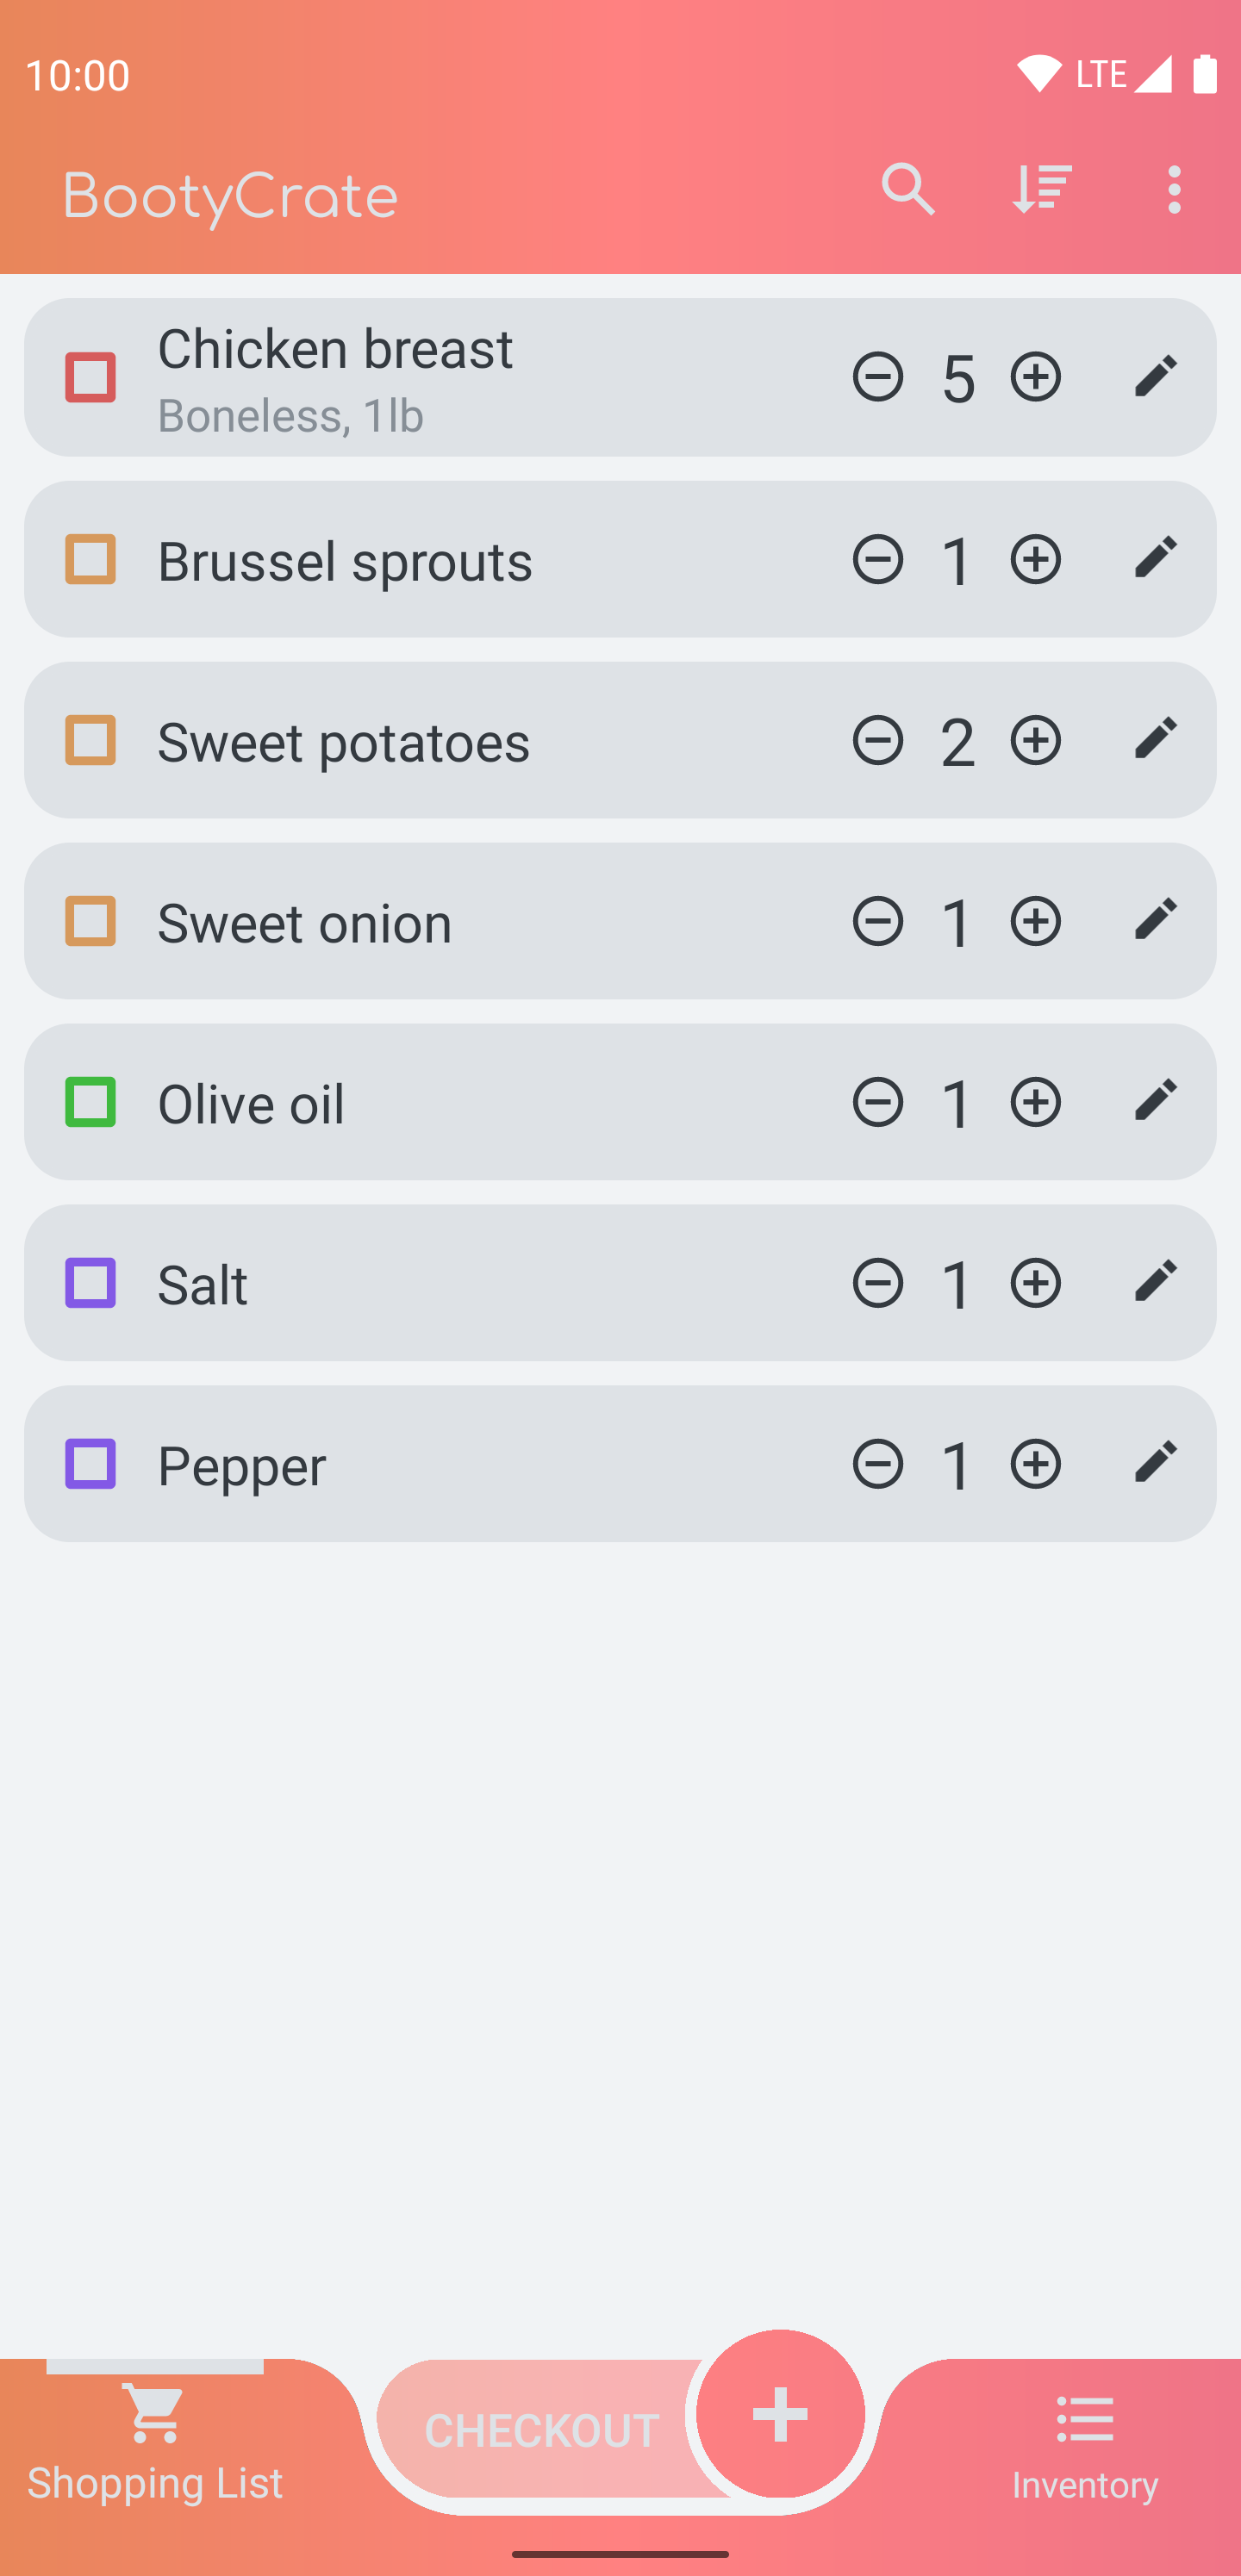 10:00 LTE
BootyCrate
Chicken breast
Boneless, 1lb
5
Brussel sprouts
1
Sweet potatoes
2
Sweet onion
1
Olive oil
1
Salt
1
Pepper
1
CHECKOUT
Shopping List
Inventory